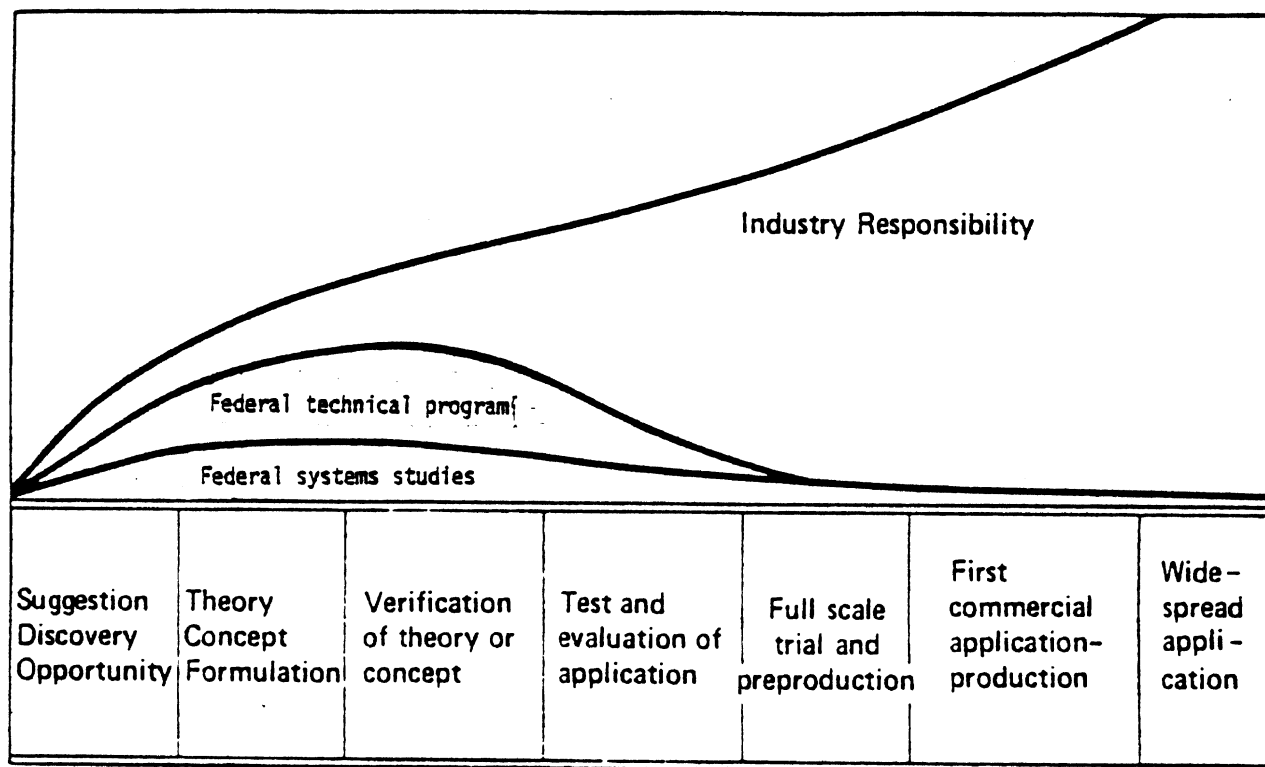 Industry Responsibility
Federal technical program
Federal systems studies
Suggestion
Discovery
Opportunity
Theory
Concept
Formulation
Verification
of theory or
concept
Test and
evaluation of
application
Full scale
trial and
preproduction
First
commercial
application-
production
Wide-
spread
appli-
cation